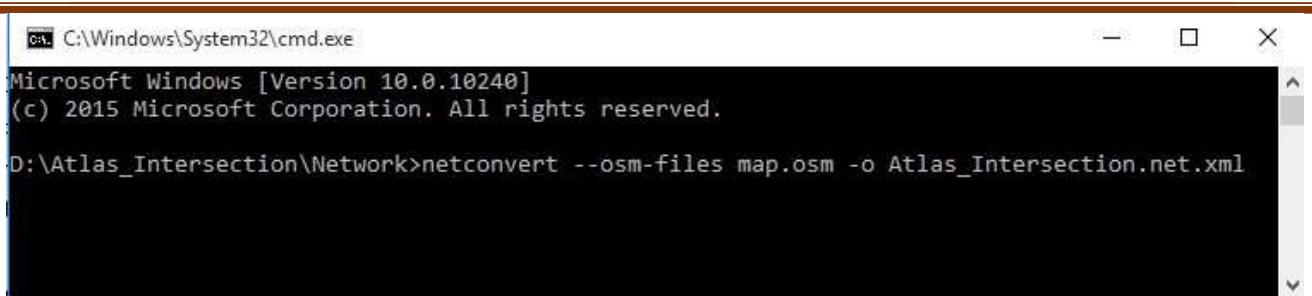 C:\Windows\System32\cmd.exe
Microsoft Windows [Version 10.0.10240]
(c) 2015 Microsoft Corporation. All rights reserved.
D:\Atlas_Intersection\Network>netconvert --osm-files map.osm -o Atlas_Intersection.net.xml